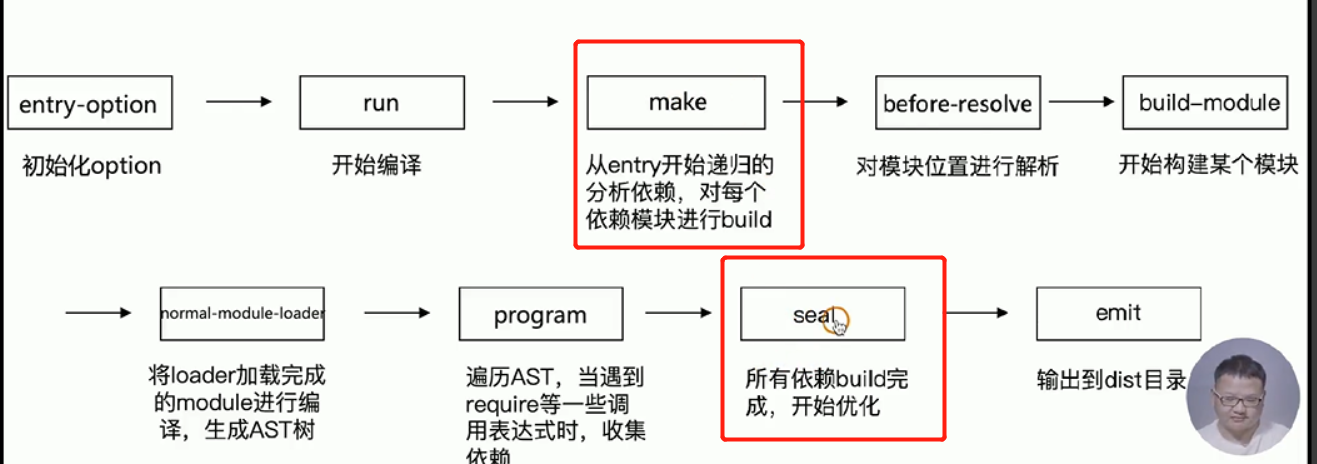 entry-option
run
make
before-resolve
build-module
初始化option
开始编译
从entry开始递归的
分析依赖，对每个
依赖模块进行build
对模块位置进行解析
开始构建某个模块
normal-module-loader
program
seal
emit
将loader加载完成
的module进行编
译，生成AST树
遍历AST，当遇到
require等一些调
用表达式时，收集
依赖
所有依赖build完
成，开始优化
输出到dist目录